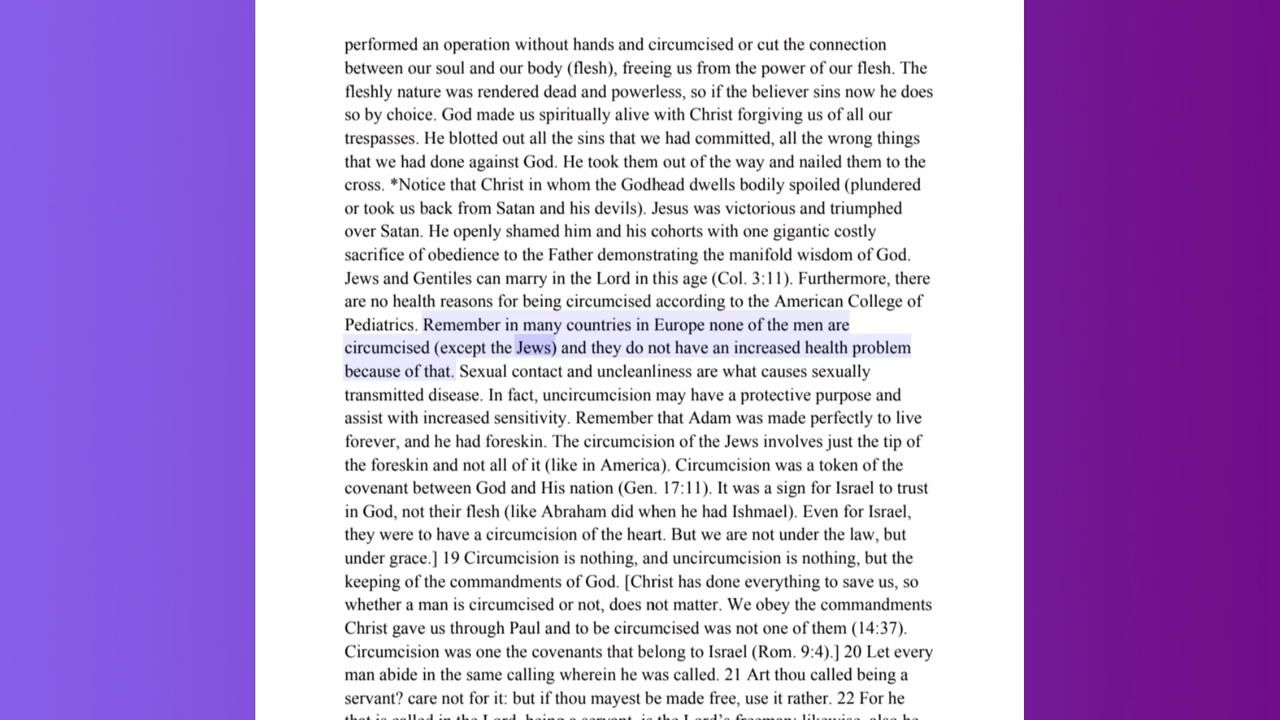 performed an operation without hands and circumcised or cut the connection
between our soul and our body (flesh), freeing us from the power of our flesh. The
fleshly nature was rendered dead and powerless, so if the believer sins now he does
so by choice. God made us spiritually alive with Christ forgiving us of all our
trespasses. He blotted out all the sins that we had committed, all the wrong things
that we had done against God. He took them out of the way and nailed them to the
cross. *Notice that Christ in whom the Godhead dwells bodily spoiled (plundered
or took us back from Satan and his devils). Jesus was victorious and triumphed
over Satan. He openly shamed him and his cohorts with one gigantic costly
sacrifice of obedience to the Father demonstrating the manifold wisdom of God.
Jews and Gentiles can marry in the Lord in this age (Col. 3:11). Furthermore, there
are no health reasons for being circumcised according to the American College of
Pediatrics. Remember in many countries in Europe none of the men are
circumcised (except the Jews) and they do not have an increased health problem
because of that. Sexual contact and uncleanliness are what causes sexually
transmitted disease. In fact, uncircumcision may have a protective purpose and
assist with increased sensitivity. Remember that Adam was made perfectly to live
forever, and he had foreskin. The circumcision of the Jews involves just the tip of
the foreskin and not all of it (like in America). Circumcision was a token of the
covenant between God and His nation (Gen. 17:11). It was a sign for Israel to trust
in God, not their flesh (like Abraham did when he had Ishmael). Even for Israel,
they were to have a circumcision of the heart. But we are not under the law, but
under grace.] 19 Circumcision is nothing, and uncircumcision is nothing, but the
keeping of the commandments of God. [Christ has done everything to save us, so
whether a man is circumcised or not, does not matter. We obey the commandments
Christ gave us through Paul and to be circumcised was not one of them (14:37).
Circumcision was one the covenants that belong to Israel (Rom. 9:4).] 20 Let every
man abide in the same calling wherein he was called. 21 Art thou called being a
servant? care not for it: but if thou mayest be made free, use it rather. 22 For he
that is called in the Lord, being a servant, is the Lord's freeman: likewise also he